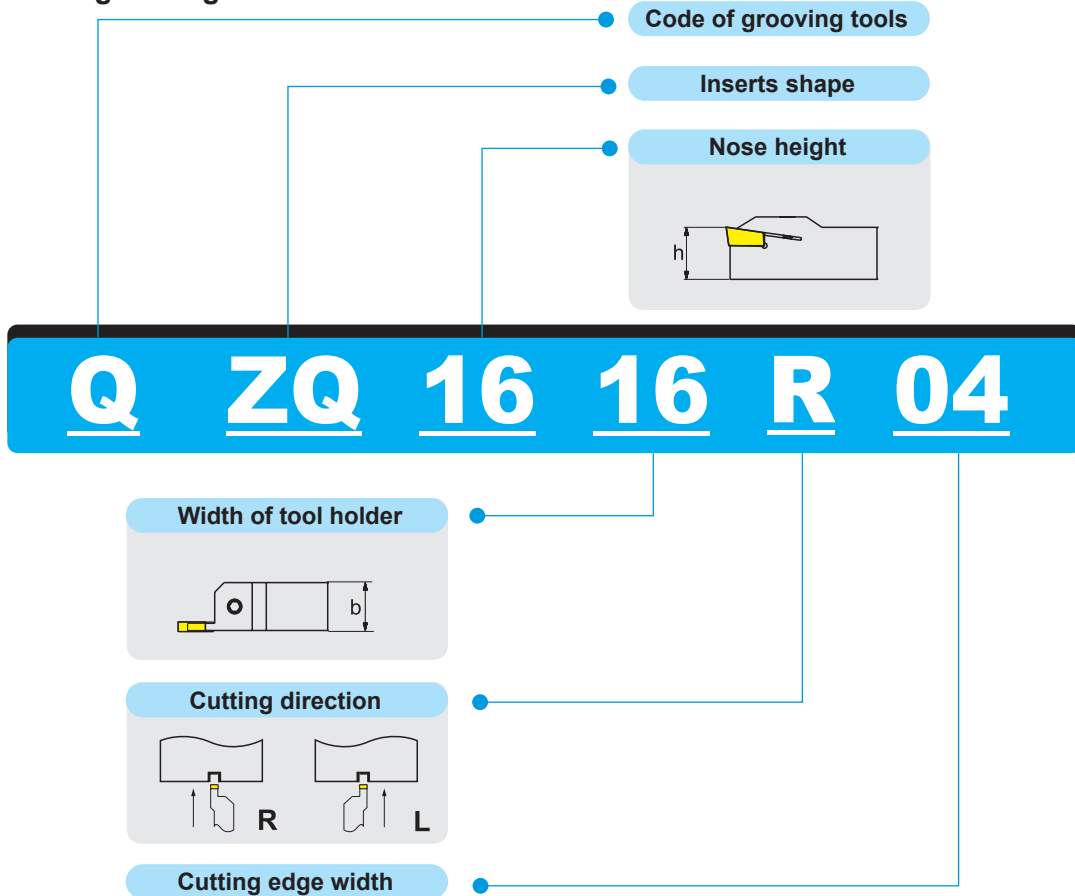 Code of grooving tools
Inserts shape
Nose height
h
Q ZQ 16 16 R 04
Width of tool holder
b
Cutting direction
R L
Cutting edge width